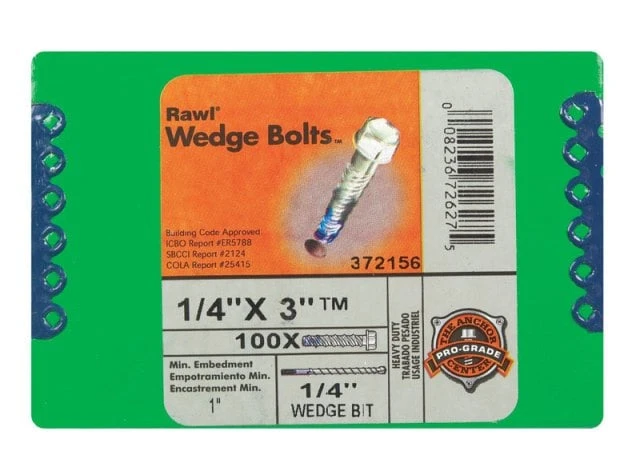 Rawl®
Wedge Bolts™
Building Code Approved
ICBO Report #ER5788
SBCCI Report #2124
COLA Report #25415
372156
0 08236 72627 5
1/4"X 3"™
100X
Min. Embedment
Empotramiento Min.
Encastrement Min.
1"
1/4"
WEDGE BIT
HEAVY DUTY
TRABADO PESADO
USAGE INDUSTRIEL
THE ANCHOR
PRO-GRADE
CENTER